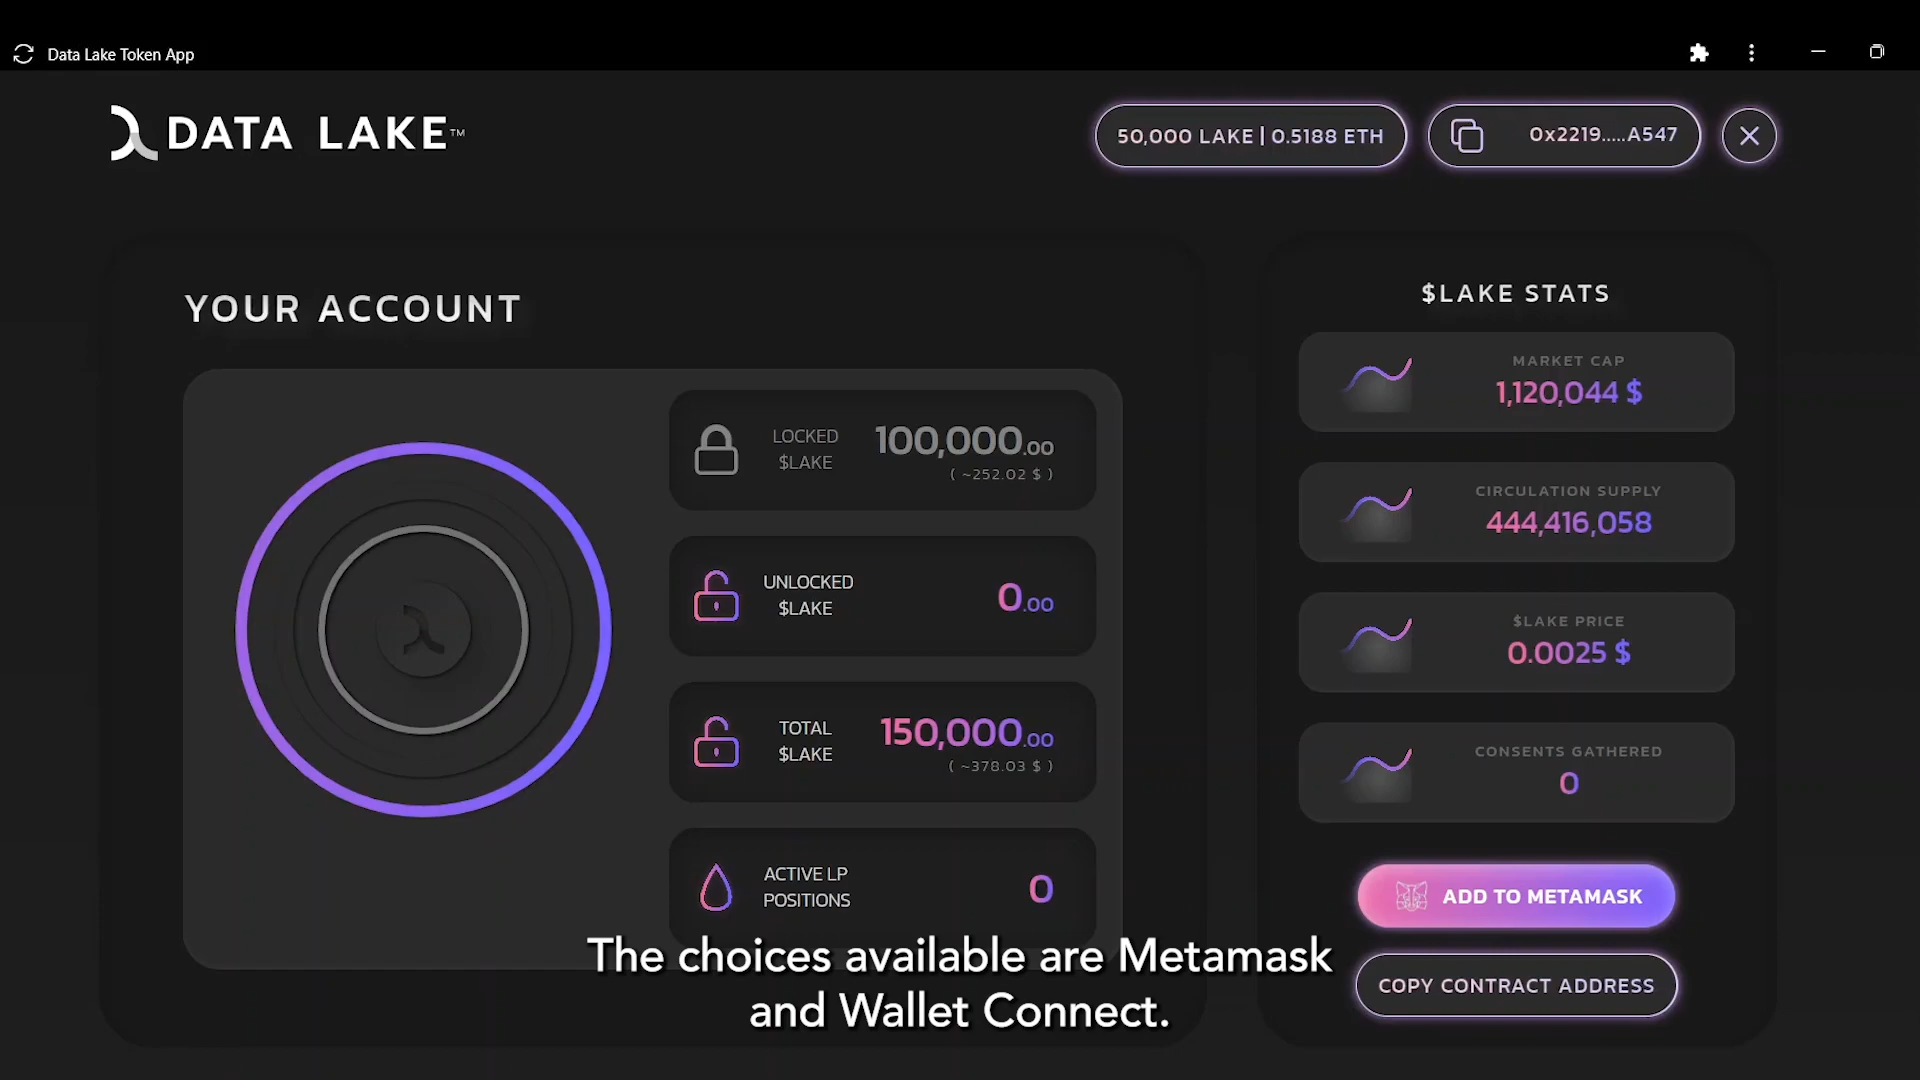 Data Lake Token App
DATA LAKE™
50,000 LAKE | 0.5188 ETH
0x2219.....A547
YOUR ACCOUNT
LOCKED
$LAKE
100,000.00
( ~252.02 $ )
UNLOCKED
$LAKE
0.00
TOTAL
$LAKE
150,000.00
( ~378.03 $ )
ACTIVE LP
POSITIONS
0
$LAKE STATS
MARKET CAP
1,120,044 $
CIRCULATION SUPPLY
444,416,058
$LAKE PRICE
0.0025 $
CONSENTS GATHERED
0
ADD TO METAMASK
COPY CONTRACT ADDRESS
The choices available are Metamask
and Wallet Connect.